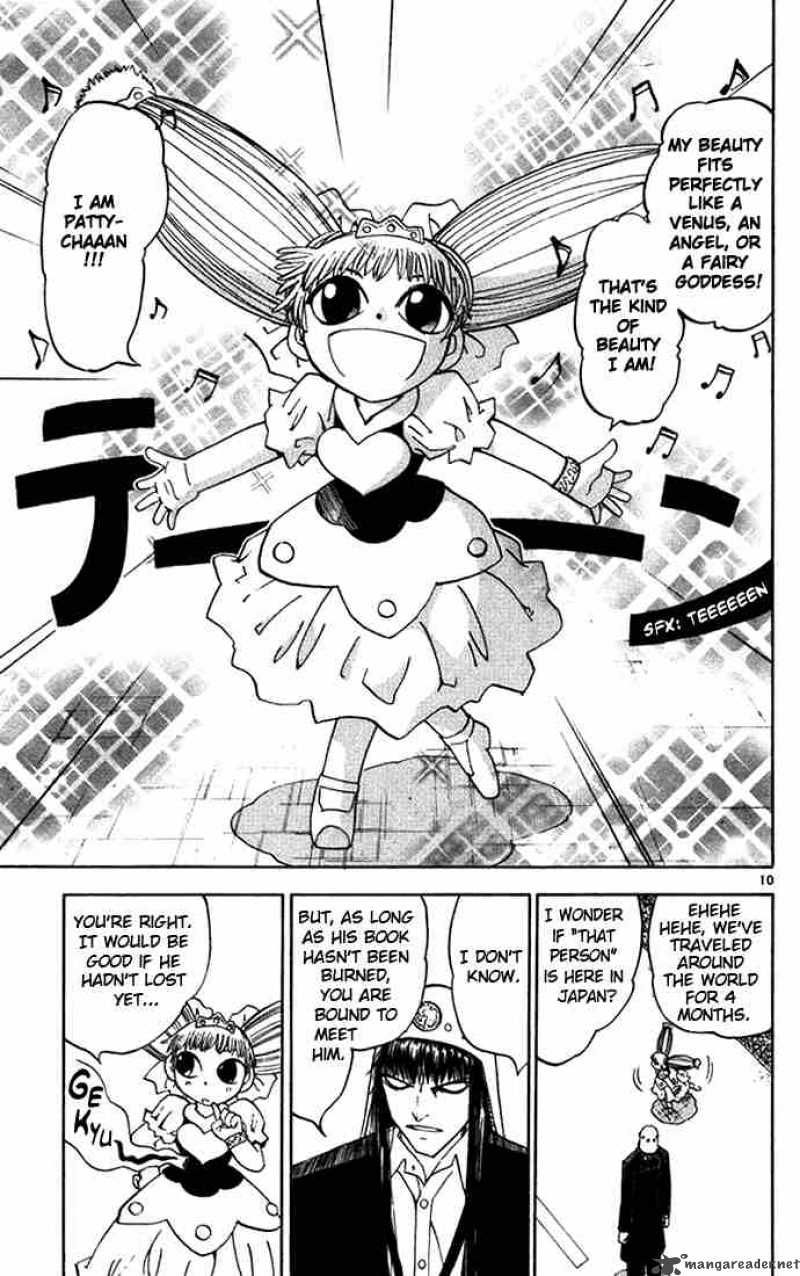 MY BEAUTY
FITS
PERFECTLY
LIKE A
VENUS, AN
ANGEL, OR
A FAIRY
GODDESS!
THAT'S
THE KIND
OF
BEAUTY
I AM!
I AM
PATTY-
CHAAAN
!!!
テーン
SFX: TEEEEEEN
10
EHEHE
HEHE, WE'VE
TRAVELED
AROUND
THE WORLD
FOR 4
MONTHS.
I WONDER
IF "THAT
PERSON"
IS HERE IN
JAPAN?
I DON'T
KNOW.
BUT, AS LONG
AS HIS BOOK
HASN'T BEEN
BURNED,
YOU ARE
BOUND TO
MEET
HIM.
YOU'RE RIGHT.
IT WOULD BE
GOOD IF HE
HADN'T LOST
YET...
GE
KYU
mangareader.net